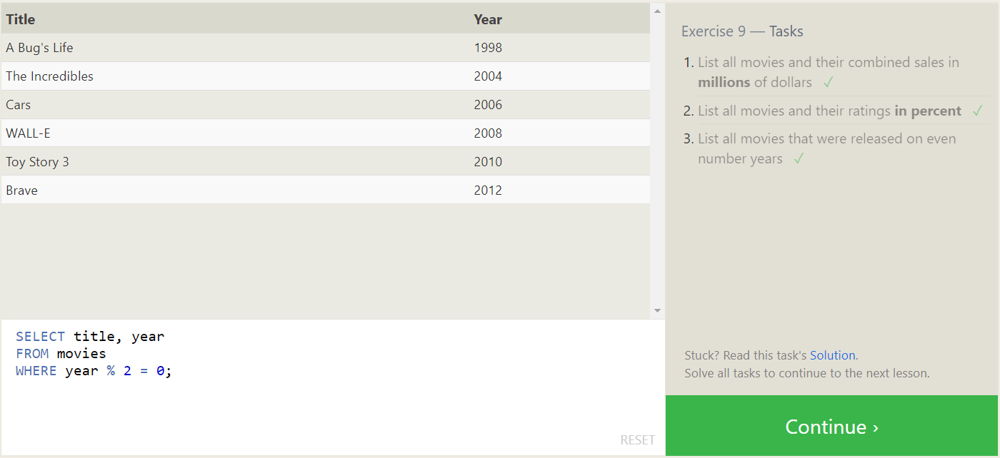 Title Year
A Bug's Life 1998
The Incredibles 2004
Cars 2006
WALL-E 2008
Toy Story 3 2010
Brave 2012
SELECT title, year
FROM movies
WHERE year % 2 = 0;
RESET
Exercise 9 — Tasks
1. List all movies and their combined sales in
millions of dollars ✓
2. List all movies and their ratings in percent ✓
3. List all movies that were released on even
number years ✓
Stuck? Read this task's Solution.
Solve all tasks to continue to the next lesson.
Continue ›